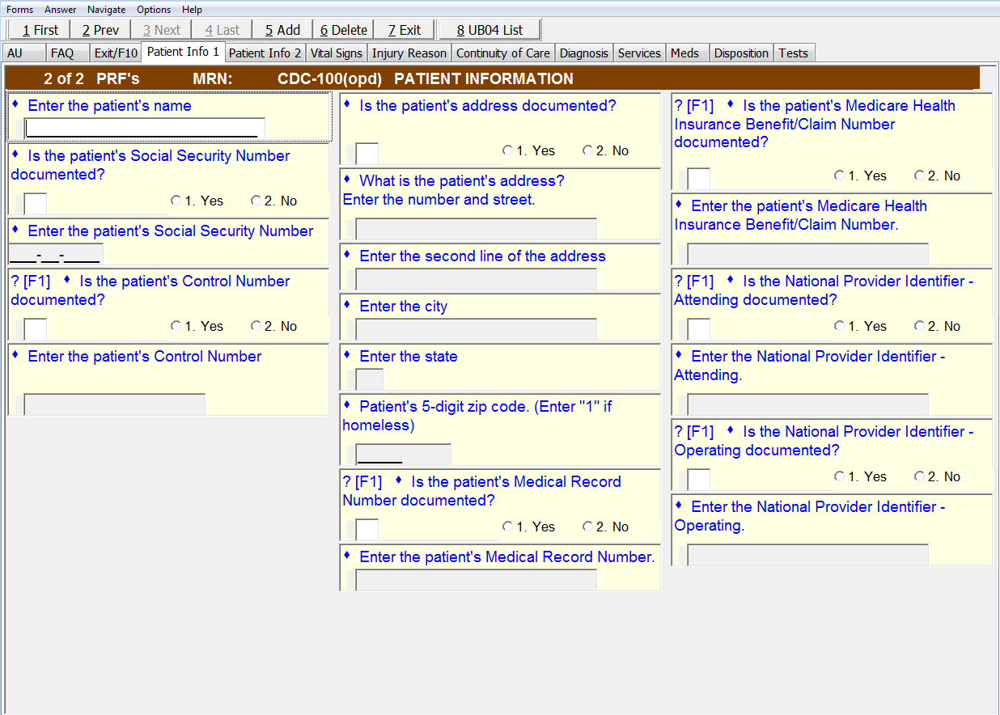 Forms Answer Navigate Options Help
1 First 2 Prev 3 Next 4 Last 5 Add 6 Delete 7 Exit 8 UB04 List
AU FAQ Exit/F10 Patient Info 1 Patient Info 2 Vital Signs Injury Reason Continuity of Care Diagnosis Services Meds Disposition Tests
2 of 2 PRF's MRN: CDC-100(opd) PATIENT INFORMATION
♦ Enter the patient's name
♦ Is the patient's Social Security Number
documented?
1. Yes 2. No
♦ Enter the patient's Social Security Number
___-__-____
? [F1] ♦ Is the patient's Control Number
documented?
1. Yes 2. No
♦ Enter the patient's Control Number
♦ Is the patient's address documented?
1. Yes 2. No
♦ What is the patient's address?
Enter the number and street.
♦ Enter the second line of the address
♦ Enter the city
♦ Enter the state
♦ Patient's 5-digit zip code. (Enter "1" if
homeless)
? [F1] ♦ Is the patient's Medical Record
Number documented?
1. Yes 2. No
♦ Enter the patient's Medical Record Number.
? [F1] ♦ Is the patient's Medicare Health
Insurance Benefit/Claim Number
documented?
1. Yes 2. No
♦ Enter the patient's Medicare Health
Insurance Benefit/Claim Number.
? [F1] ♦ Is the National Provider Identifier -
Attending documented?
1. Yes 2. No
♦ Enter the National Provider Identifier -
Attending.
? [F1] ♦ Is the National Provider Identifier -
Operating documented?
1. Yes 2. No
♦ Enter the National Provider Identifier -
Operating.